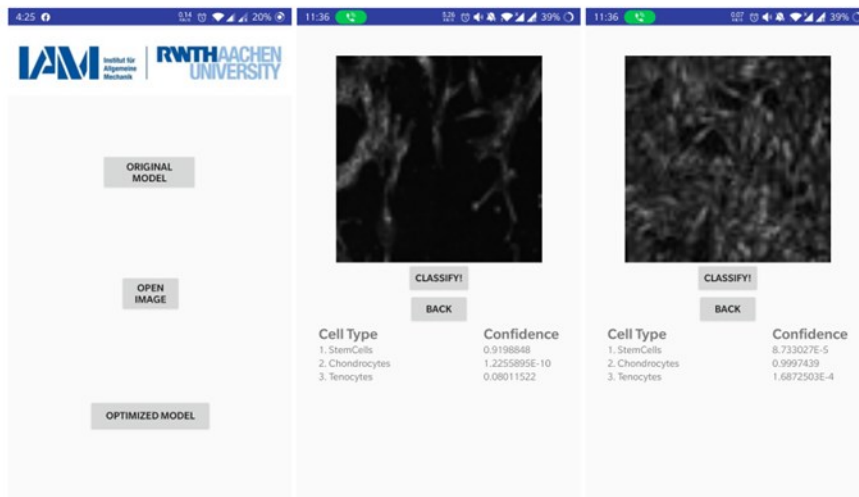 4:25
0.14
KB/S
20%
IAM
Institut für
Allgemeine
Mechanik
RWTHAACHEN
UNIVERSITY
ORIGINAL
MODEL
OPEN
IMAGE
OPTIMIZED MODEL
11:36
39%
CLASSIFY!
BACK
Cell Type Confidence
1. StemCells 0.9198848
2. Chondrocytes 1.2255895E-10
3. Tenocytes 0.08011522
11:36
39%
CLASSIFY!
BACK
Cell Type Confidence
1. StemCells 8.733027E-5
2. Chondrocytes 0.9997439
3. Tenocytes 1.6872503E-4